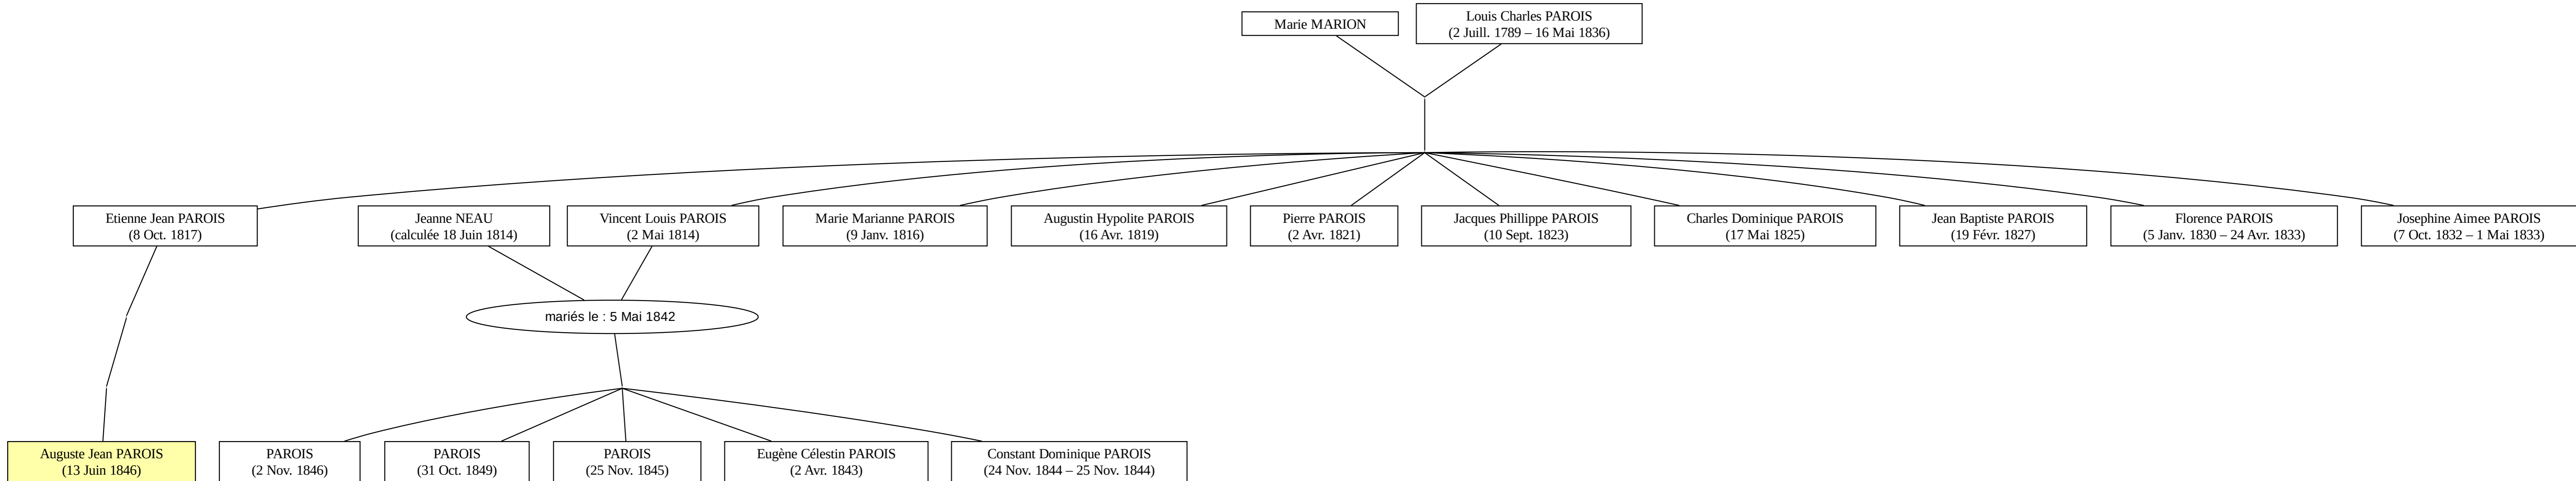 Marie MARION
Louis Charles PAROIS
(2 Juill. 1789 – 16 Mai 1836)
Etienne Jean PAROIS
(8 Oct. 1817)
Jeanne NEAU
(calculée 18 Juin 1814)
Vincent Louis PAROIS
(2 Mai 1814)
Marie Marianne PAROIS
(9 Janv. 1816)
Augustin Hypolite PAROIS
(16 Avr. 1819)
Pierre PAROIS
(2 Avr. 1821)
Jacques Phillippe PAROIS
(10 Sept. 1823)
Charles Dominique PAROIS
(17 Mai 1825)
Jean Baptiste PAROIS
(19 Févr. 1827)
Florence PAROIS
(5 Janv. 1830 – 24 Avr. 1833)
Josephine Aimee PAROIS
(7 Oct. 1832 – 1 Mai 1833)
mariés le : 5 Mai 1842
Auguste Jean PAROIS
(13 Juin 1846)
PAROIS
(2 Nov. 1846)
PAROIS
(31 Oct. 1849)
PAROIS
(25 Nov. 1845)
Eugène Célestin PAROIS
(2 Avr. 1843)
Constant Dominique PAROIS
(24 Nov. 1844 – 25 Nov. 1844)